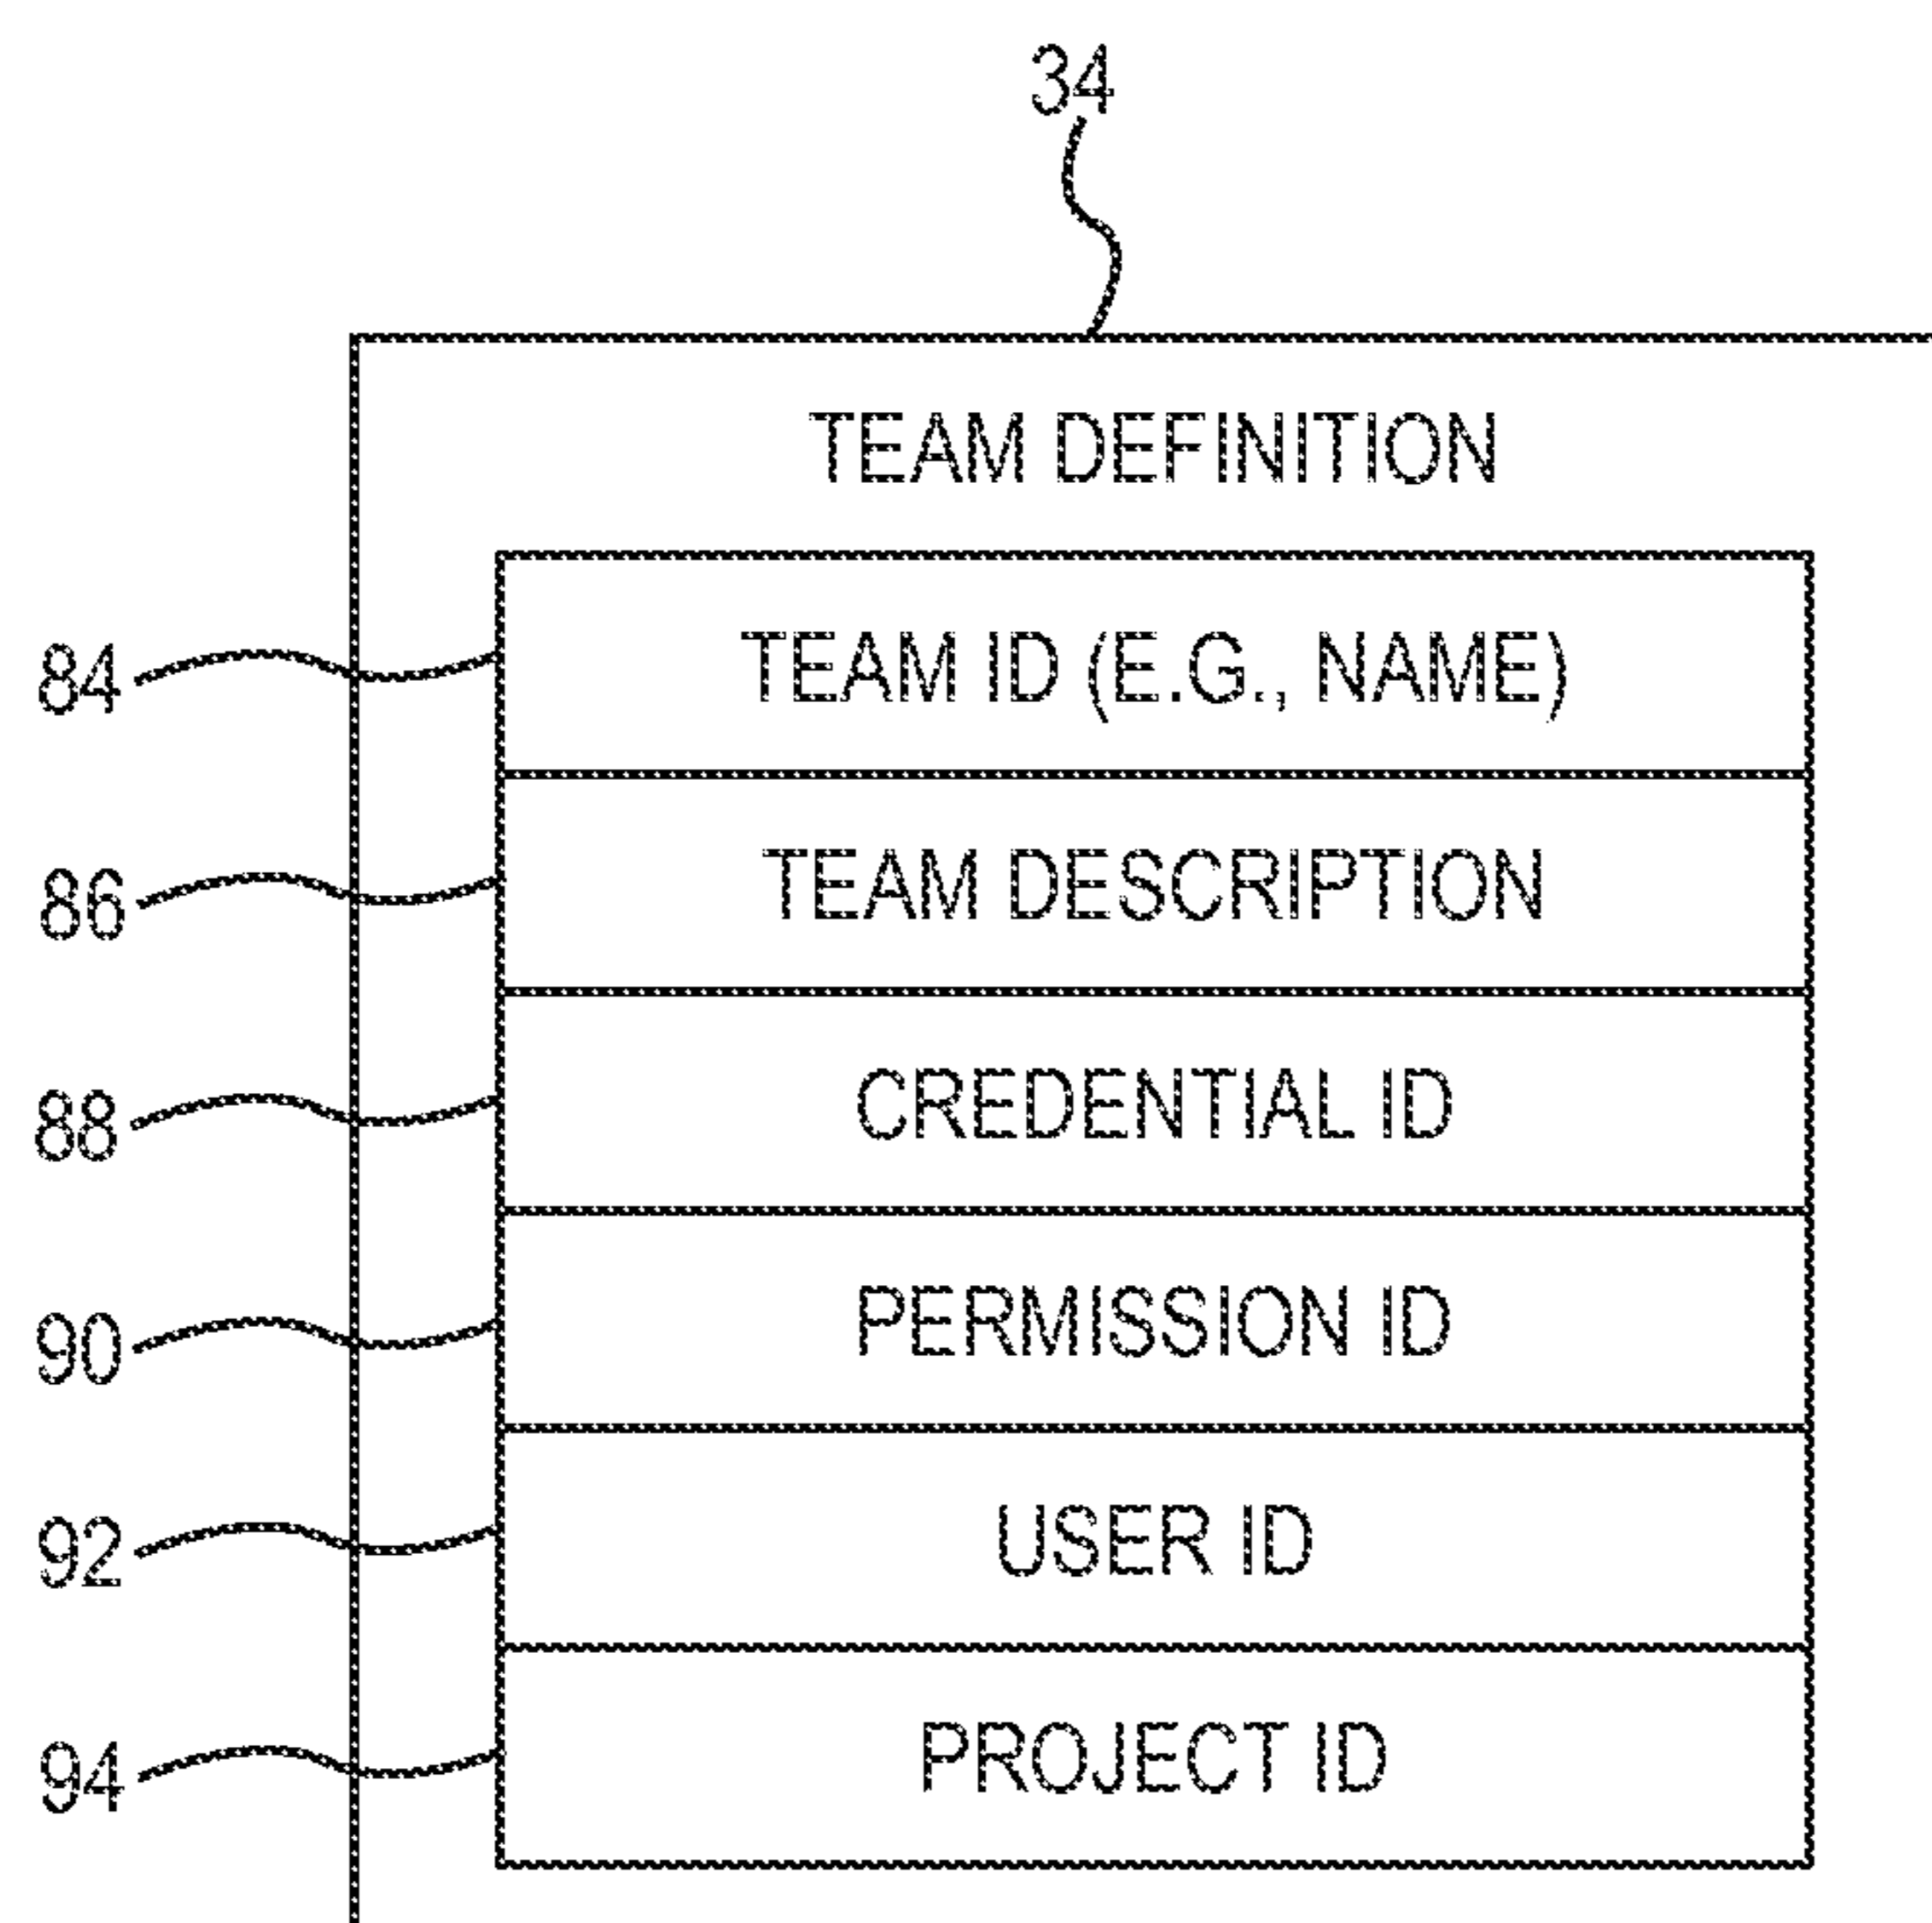 34
TEAM DEFINITION
84 TEAM ID (E.G., NAME)
86 TEAM DESCRIPTION
88 CREDENTIAL ID
90 PERMISSION ID
92 USER ID
94 PROJECT ID